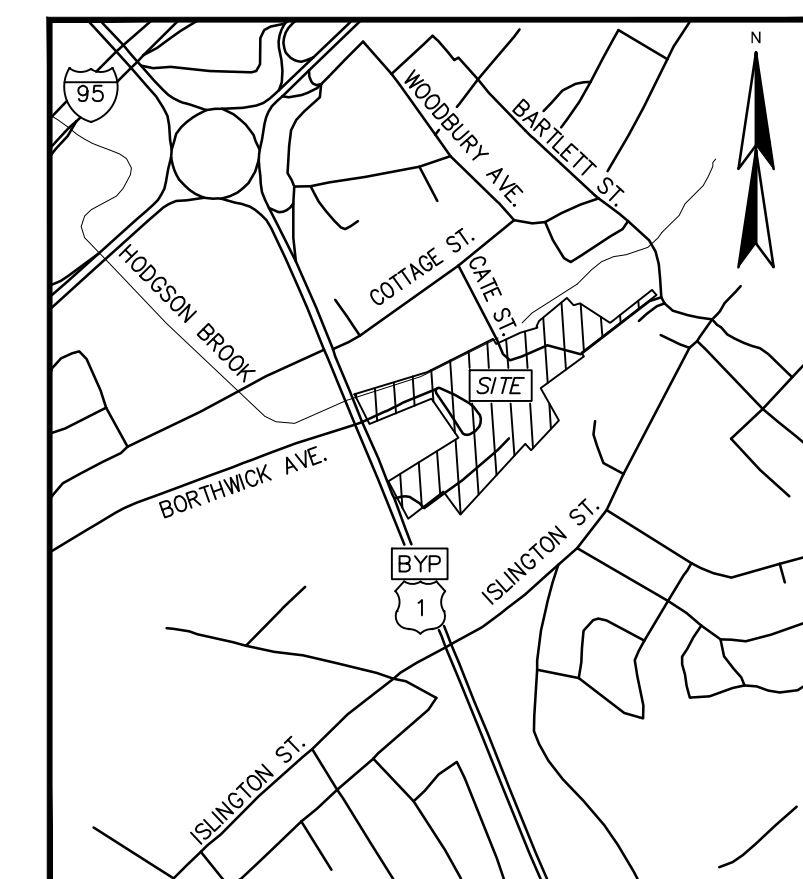 N
95
WOODBURY AVE.
BARTLETT ST.
HODGSON BROOK
COTTAGE ST.
CATE ST.
SITE
BORTHWICK AVE.
ISLINGTON ST.
BYP
1
ISLINGTON ST.